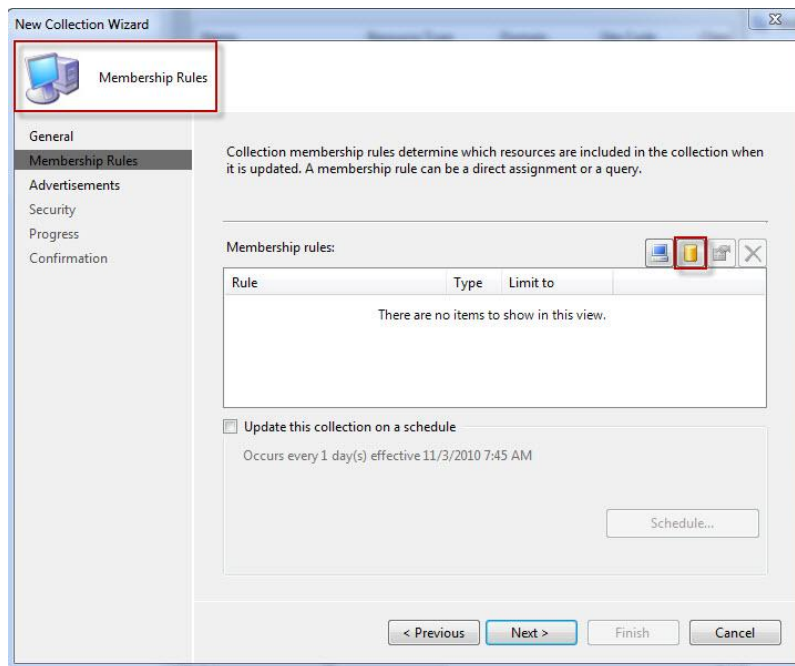 New Collection Wizard
Membership Rules
General
Membership Rules
Advertisements
Security
Progress
Confirmation
Collection membership rules determine which resources are included in the collection when
it is updated. A membership rule can be a direct assignment or a query.
Membership rules:
Rule Type Limit to
There are no items to show in this view.
Update this collection on a schedule
Occurs every 1 day(s) effective 11/3/2010 7:45 AM
Schedule...
< Previous Next > Finish Cancel